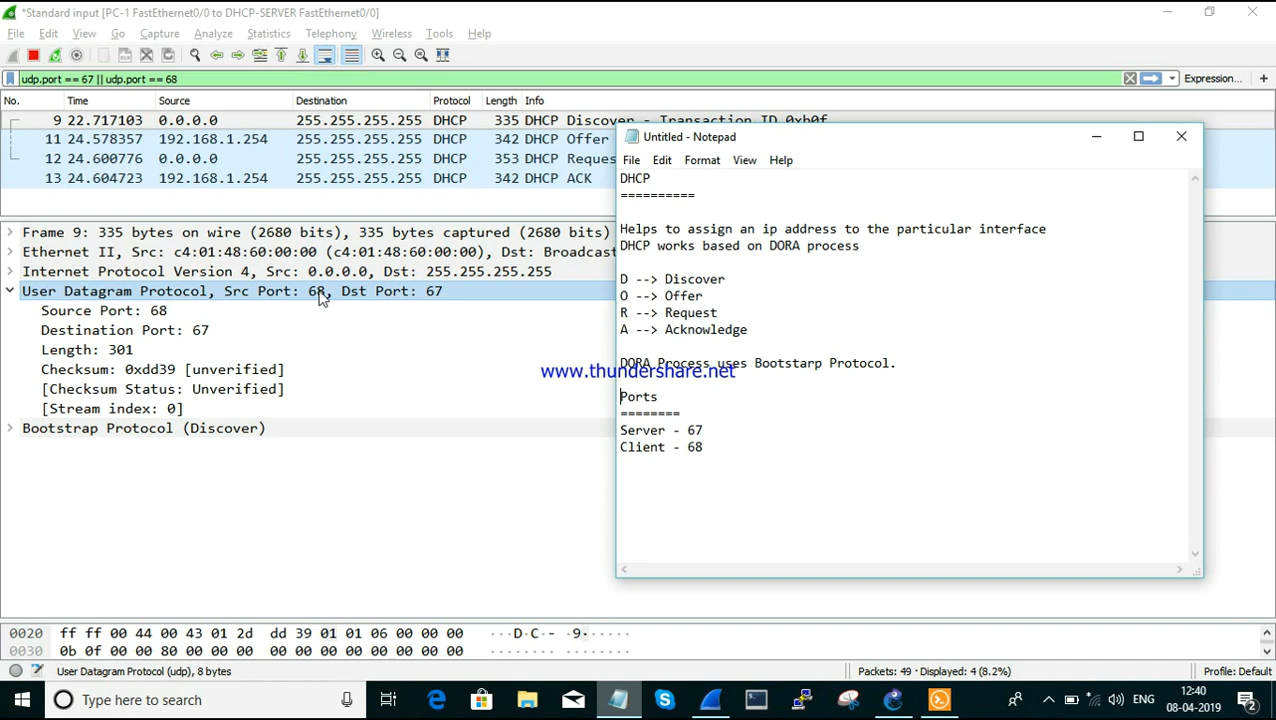 *Standard input [PC-1 FastEthernet0/0 to DHCP-SERVER FastEthernet0/0]
File Edit View Go Capture Analyze Statistics Telephony Wireless Tools Help
udp.port == 67 || udp.port == 68
Expression... +
No. Time Source Destination Protocol Length Info
9 22.717103 0.0.0.0 255.255.255.255 DHCP 335 DHCP Discover - Transaction ID 0xb0f
11 24.578357 192.168.1.254 255.255.255.255 DHCP 342 DHCP Offer
12 24.600776 0.0.0.0 255.255.255.255 DHCP 353 DHCP Reque
13 24.604723 192.168.1.254 255.255.255.255 DHCP 342 DHCP ACK
Frame 9: 335 bytes on wire (2680 bits), 335 bytes captured (2680 bits)
Ethernet II, Src: c4:01:48:60:00:00 (c4:01:48:60:00:00), Dst: Broadcas
Internet Protocol Version 4, Src: 0.0.0.0, Dst: 255.255.255.255
User Datagram Protocol, Src Port: 68, Dst Port: 67
Source Port: 68
Destination Port: 67
Length: 301
Checksum: 0xdd39 [unverified]
[Checksum Status: Unverified]
[Stream index: 0]
Bootstrap Protocol (Discover)
Untitled - Notepad
File Edit Format View Help
DHCP
==========
Helps to assign an ip address to the particular interface
DHCP works based on DORA process
D --> Discover
O --> Offer
R --> Request
A --> Acknowledge
DORA Process uses Bootstarp Protocol.
www.thundershare.net
Ports
========
Server - 67
Client - 68
0020 ff ff 00 44 00 43 01 2d dd 39 01 01 06 00 00 00 ···D·C·- ·9······
0030 0b 0f 00 80 00 00 00 00 00 00 00 00 00 00 00 00 ········ ········
User Datagram Protocol (udp), 8 bytes
Packets: 49 · Displayed: 4 (8.2%)
Profile: Default
Type here to search
ENG
12:40
08-04-2019
2